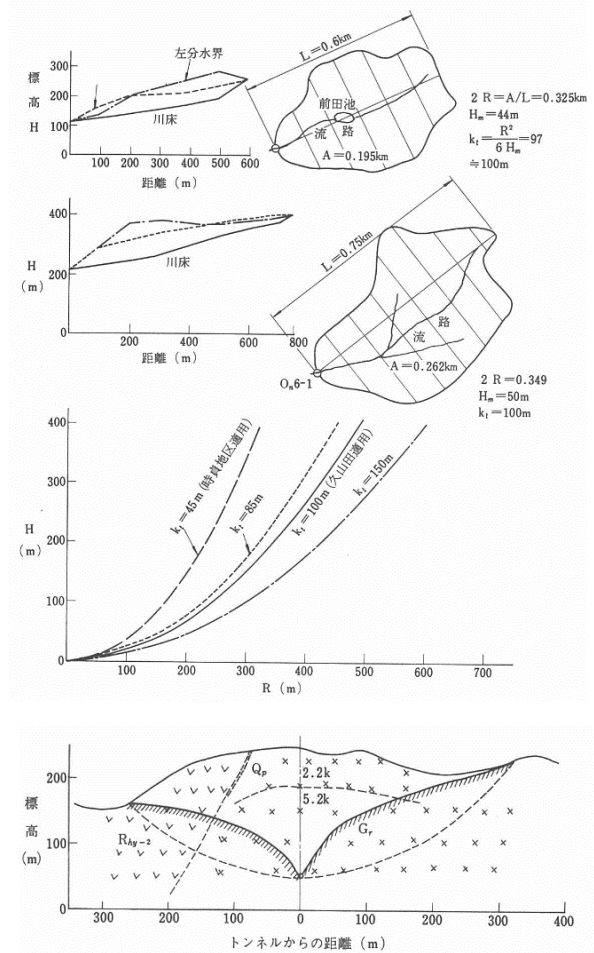 左分水界
標
高
H
300
200
100
0
川床
100 200 300 400 500 600
距離 (m)
L=0.6km
前田池
流 路
A=0.195km
2 R=A/L=0.325km
Hm=44m
kt=R²/6 Hm=97
≒100m
H
(m)
400
200
0
川床
200 400 600 800
距離 (m)
L=0.75km
流 路
A=0.262km
On6-1
2 R=0.349
Hm=50m
kt=100m
H
(m)
400
300
200
100
0
kt=45m(時貞地区適用)
kt=85m
kt=100m(久山田適用)
kt=150m
100 200 300 400 500 600 700
R (m)
標
高
(m)
200
100
0
Qp
2.2k
5.2k
Rhy-2
Gr
300 200 100 0 100 200 300 400
トンネルからの距離 (m)